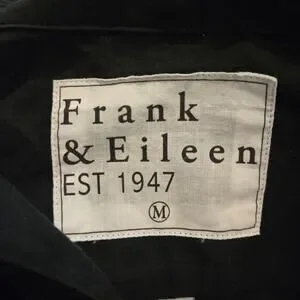 Frank
& Eileen
EST 1947
M